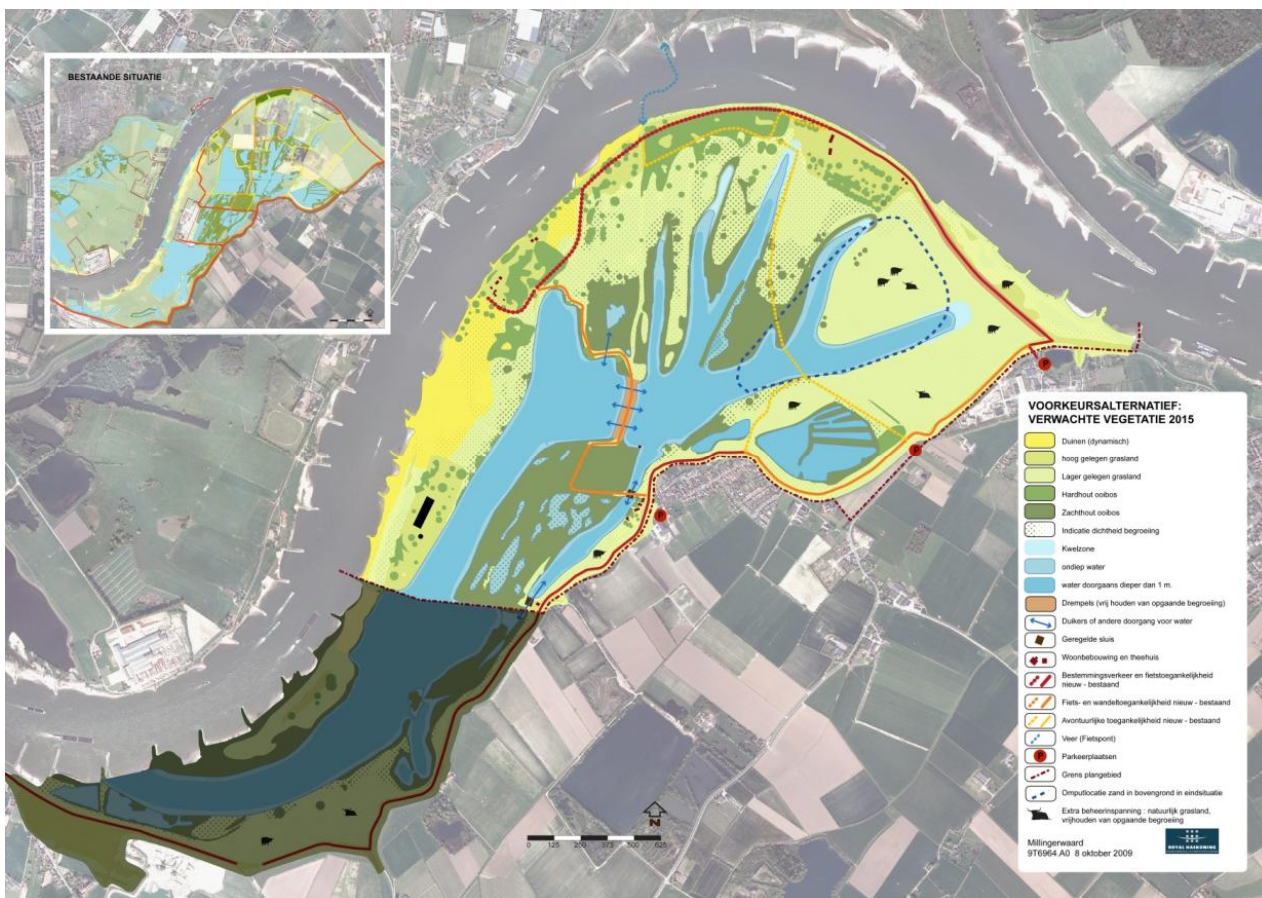 BESTAANDE SITUATIE
P
P
P
VOORKEURSALTERNATIEF:
VERWACHTE VEGETATIE 2015
Duinen (dynamisch)
hoog gelegen grasland
Lager gelegen grasland
Hardhout ooibos
Zachthout ooibos
Indicatie dichtheid begroeiing
Kwelzone
ondiep water
water doorgaans dieper dan 1 m.
Drempels (vrij houden van opgaande begroeiing)
Duikers of andere doorgang voor water
Geregelde sluis
Woonbebouwing en theehuis
Bestemmingsverkeer en fietstoegankelijkheid
nieuw - bestaand
Fiets- en wandeltoegankelijkheid nieuw - bestaand
Avontuurlijke toegankelijkheid nieuw - bestaand
Veer (Fietspont)
P Parkeerplaatsen
Grens plangebied
Omputlocatie zand in bovengrond in eindsituatie
Extra beheerinspanning : natuurlijk grasland,
vrijhouden van opgaande begroeiing
Millingerwaard
9T6964.A0 8 oktober 2009
ROYAL HASKONING
N
0 125 250 375 500 625